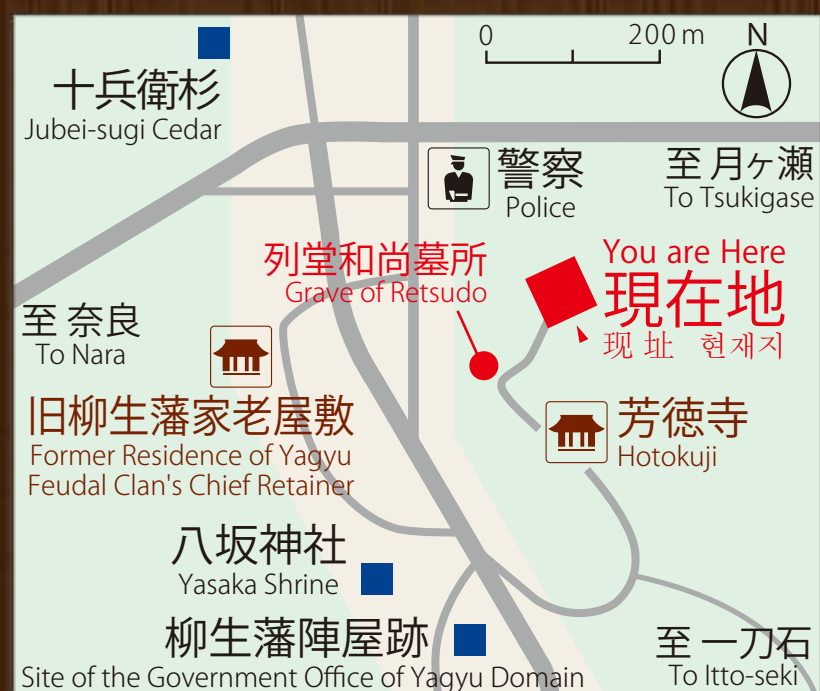 0 200m N
十兵衛杉
Jubei-sugi Cedar
警察
Police
至 月ヶ瀬
To Tsukigase
列堂和尚墓所
Grave of Retsudo
You are Here
現在地
现 址 현재지
至 奈良
To Nara
旧柳生藩家老屋敷
Former Residence of Yagyu
Feudal Clan's Chief Retainer
芳徳寺
Hotokuji
八坂神社
Yasaka Shrine
柳生藩陣屋跡
Site of the Government Office of Yagyu Domain
至 一刀石
To Itto-seki